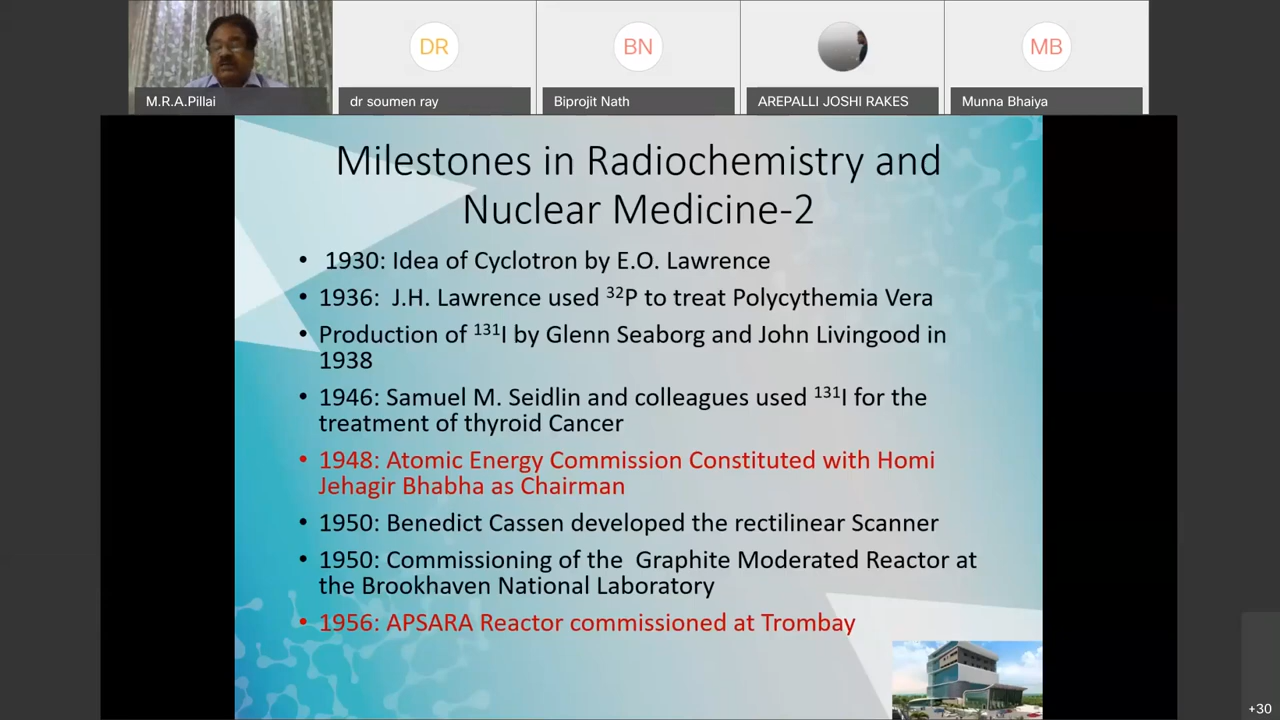 DR
BN
MB
M.R.A.Pillai
dr soumen ray
Biprojit Nath
AREPALLI JOSHI RAKES
Munna Bhaiya
Milestones in Radiochemistry and
Nuclear Medicine-2
• 1930: Idea of Cyclotron by E.O. Lawrence
• 1936: J.H. Lawrence used ³²P to treat Polycythemia Vera
• Production of ¹³¹I by Glenn Seaborg and John Livingood in
1938
• 1946: Samuel M. Seidlin and colleagues used ¹³¹I for the
treatment of thyroid Cancer
• 1948: Atomic Energy Commission Constituted with Homi
Jehagir Bhabha as Chairman
• 1950: Benedict Cassen developed the rectilinear Scanner
• 1950: Commissioning of the Graphite Moderated Reactor at
the Brookhaven National Laboratory
• 1956: APSARA Reactor commissioned at Trombay
+30